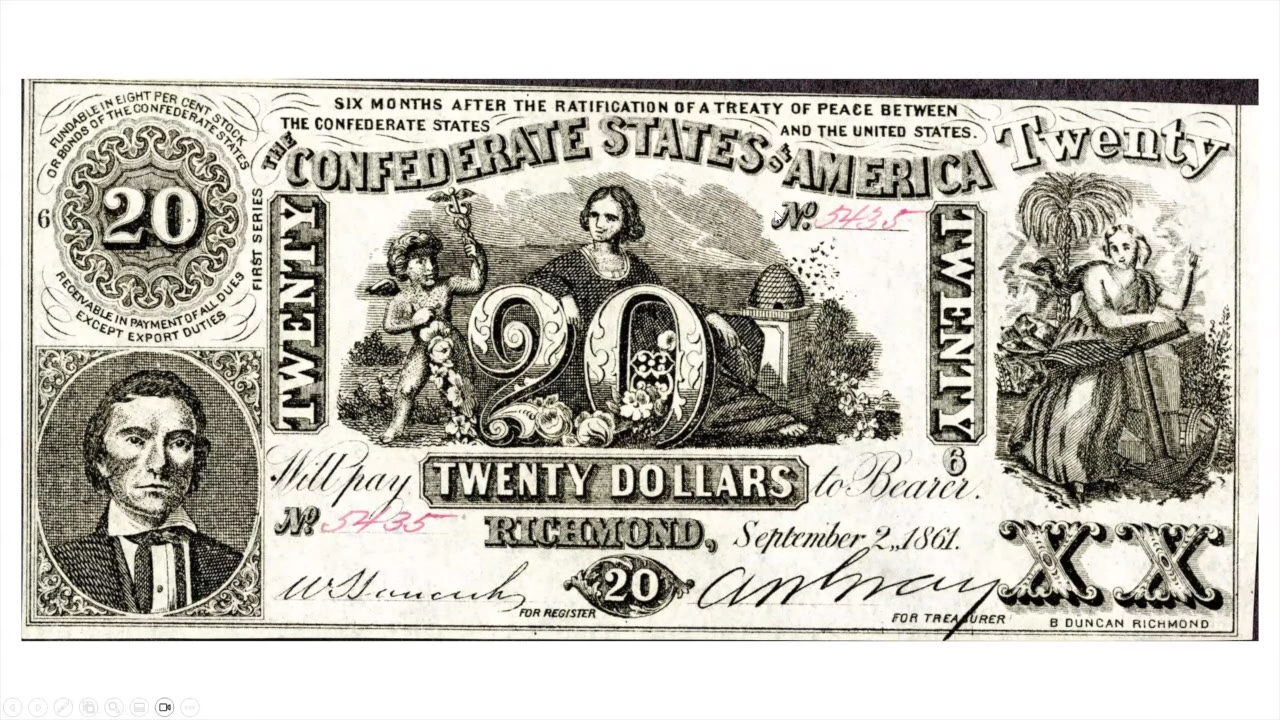 FUNDABLE IN EIGHT PER CENT. STOCK
OR BONDS OF THE CONFEDERATE STATES
20
6
RECEIVABLE IN PAYMENT OF ALL DUES
EXCEPT EXPORT DUTIES
FIRST SERIES
SIX MONTHS AFTER THE RATIFICATION OF A TREATY OF PEACE BETWEEN
THE CONFEDERATE STATES AND THE UNITED STATES.
THE CONFEDERATE STATES OF AMERICA
Twenty
No. 5435
TWENTY
20
TWENTY
6
Will pay TWENTY DOLLARS to Bearer.
No. 5435
RICHMOND, September 2,, 1861.
20
XX
FOR REGISTER
FOR TREASURER
B DUNCAN RICHMOND